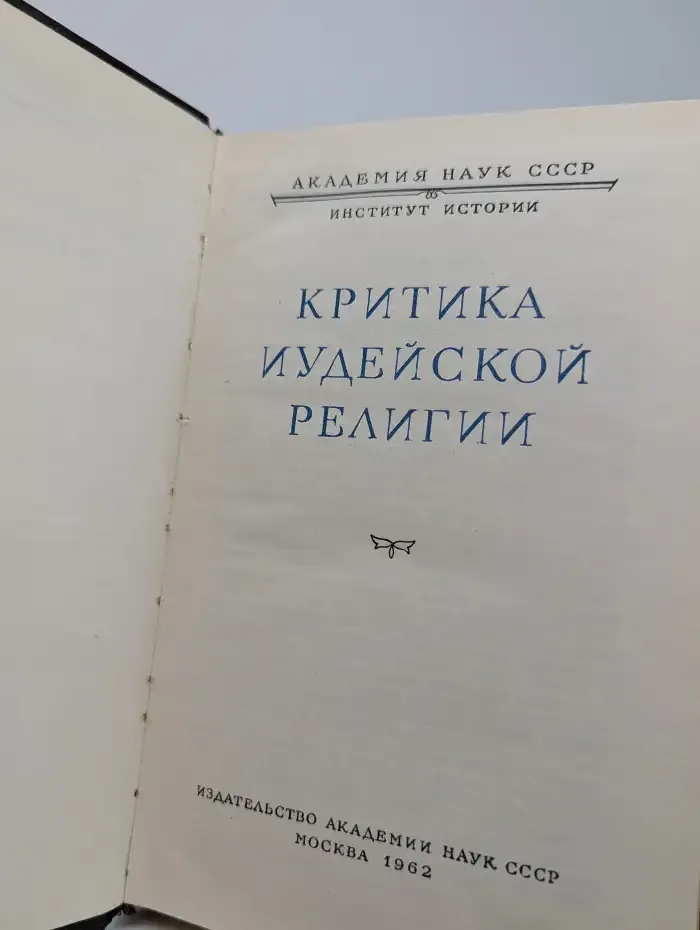 АКАДЕМИЯ НАУК СССР
ИНСТИТУТ ИСТОРИИ
КРИТИКА
ИУДЕЙСКОЙ
РЕЛИГИИ
ИЗДАТЕЛЬСТВО АКАДЕМИИ НАУК СССР
МОСКВА 1962